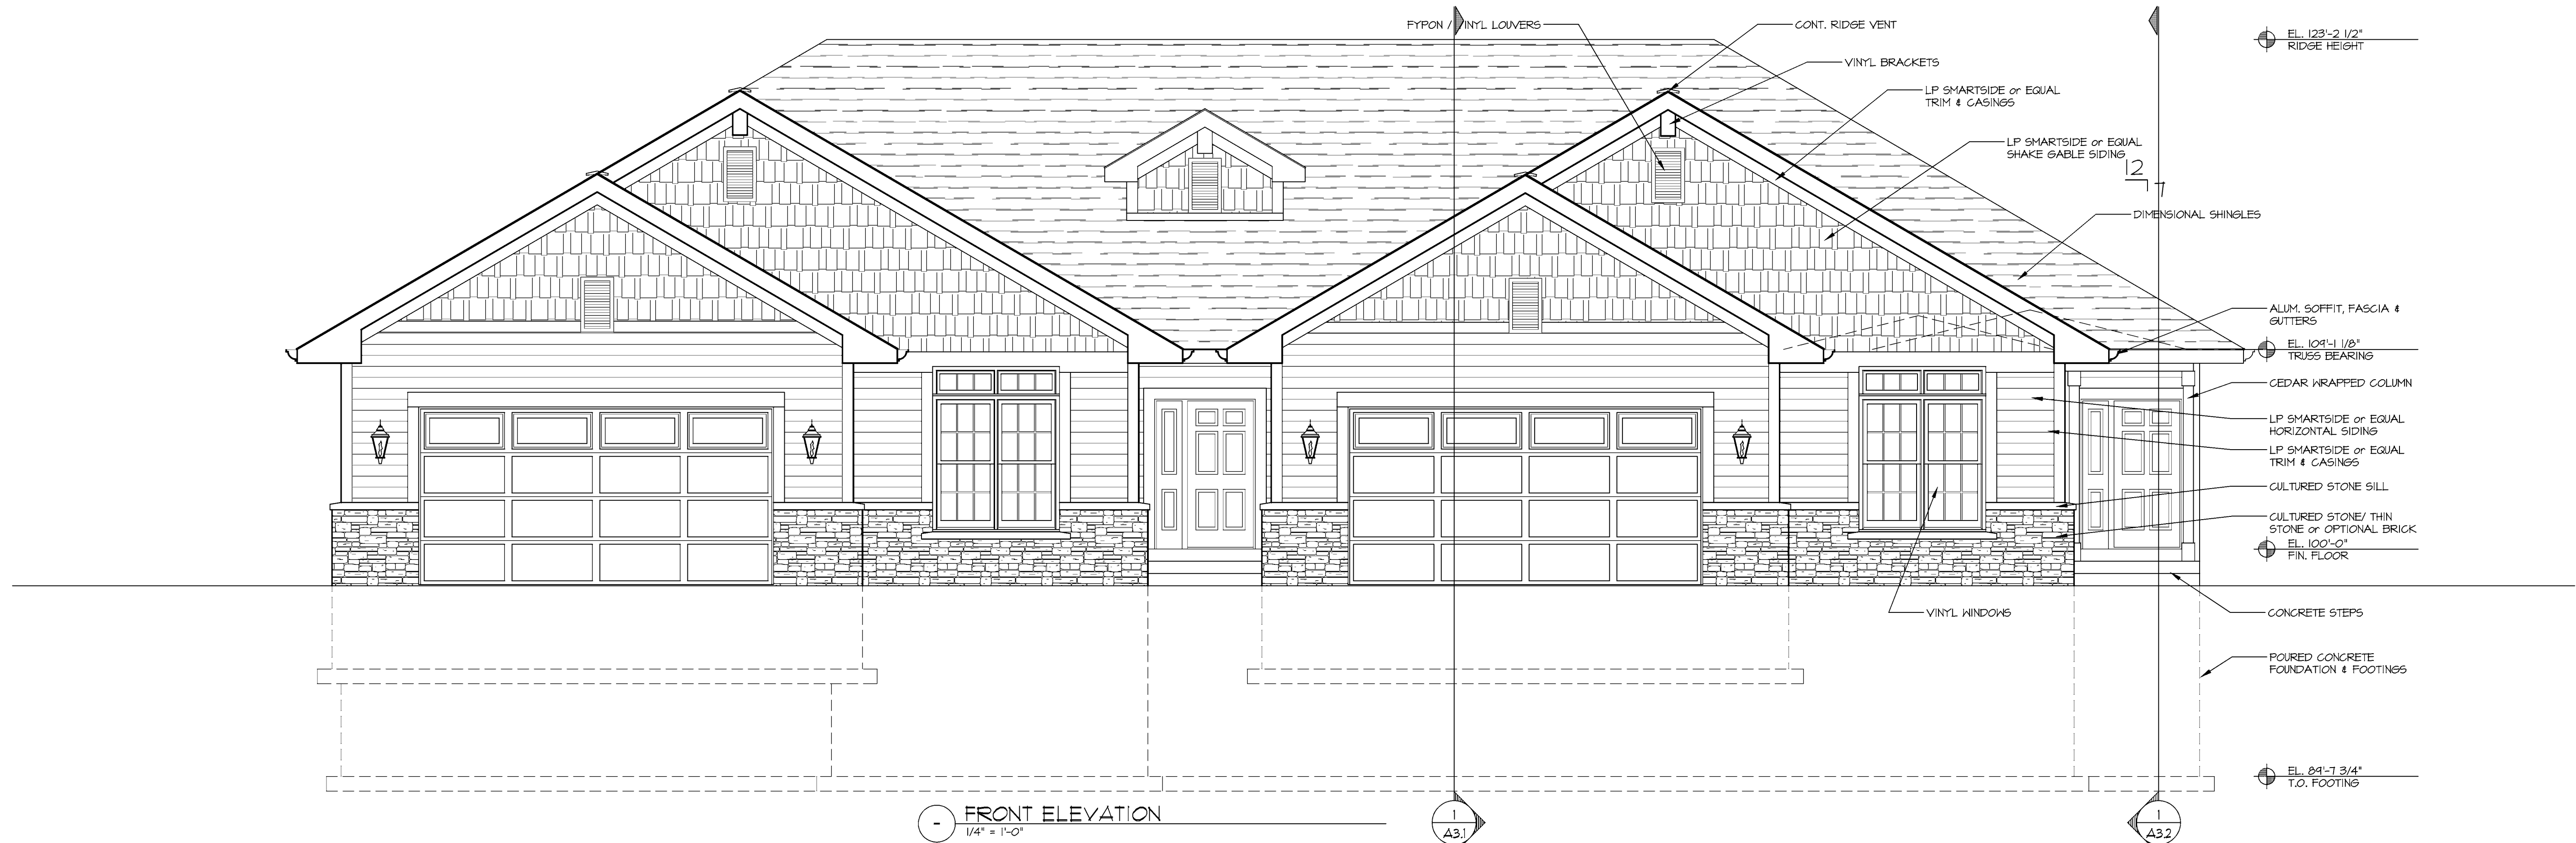 FYPON / VINYL LOUVERS
CONT. RIDGE VENT
VINYL BRACKETS
LP SMARTSIDE or EQUAL
TRIM & CASINGS
LP SMARTSIDE or EQUAL
SHAKE GABLE SIDING
12
7
DIMENSIONAL SHINGLES
EL. 123'-2 1/2"
RIDGE HEIGHT
ALUM. SOFFIT, FASCIA &
GUTTERS
EL. 109'-1 1/8"
TRUSS BEARING
CEDAR WRAPPED COLUMN
LP SMARTSIDE or EQUAL
HORIZONTAL SIDING
LP SMARTSIDE or EQUAL
TRIM & CASINGS
CULTURED STONE SILL
CULTURED STONE/ THIN
STONE or OPTIONAL BRICK
EL. 100'-0"
FIN. FLOOR
VINYL WINDOWS
CONCRETE STEPS
POURED CONCRETE
FOUNDATION & FOOTINGS
EL. 89'-7 3/4"
T.O. FOOTING
-
FRONT ELEVATION
1/4" = 1'-0"
1
A3.1
1
A3.2